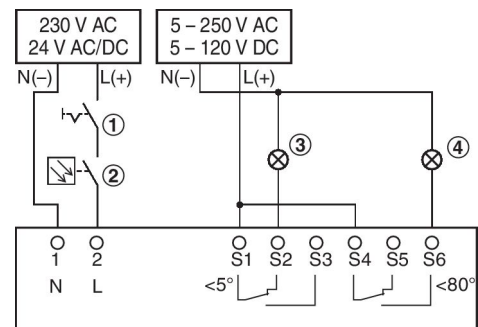 230 V AC
24 V AC/DC
5 – 250 V AC
5 – 120 V DC
N(–) L(+)
N(–) L(+)
1
2
3
4
1 2 S1 S2 S3 S4 S5 S6
N L <5° <80°